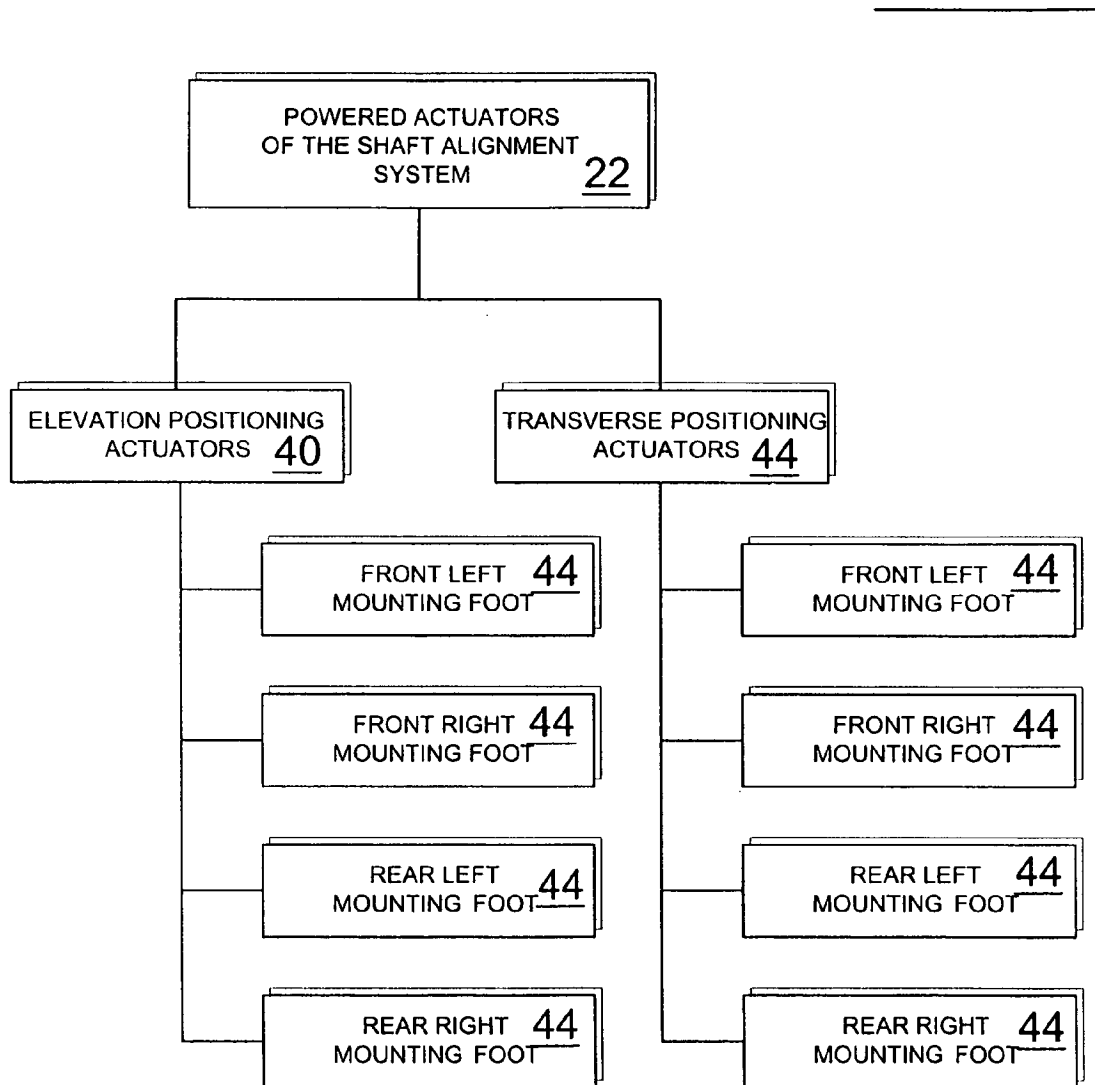 POWERED ACTUATORS
OF THE SHAFT ALIGNMENT
SYSTEM 22
ELEVATION POSITIONING
ACTUATORS 40
TRANSVERSE POSITIONING
ACTUATORS 44
FRONT LEFT 44
MOUNTING FOOT
FRONT RIGHT 44
MOUNTING FOOT
REAR LEFT 44
MOUNTING FOOT
REAR RIGHT 44
MOUNTING FOOT
FRONT LEFT 44
MOUNTING FOOT
FRONT RIGHT 44
MOUNTING FOOT
REAR LEFT 44
MOUNTING FOOT
REAR RIGHT 44
MOUNTING FOOT